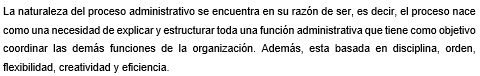 La naturaleza del proceso administrativo se encuentra en su razón de ser, es decir, el proceso nace
como una necesidad de explicar y estructurar toda una función administrativa que tiene como objetivo
coordinar las demás funciones de la organización. Además, esta basada en disciplina, orden,
flexibilidad, creatividad y eficiencia.